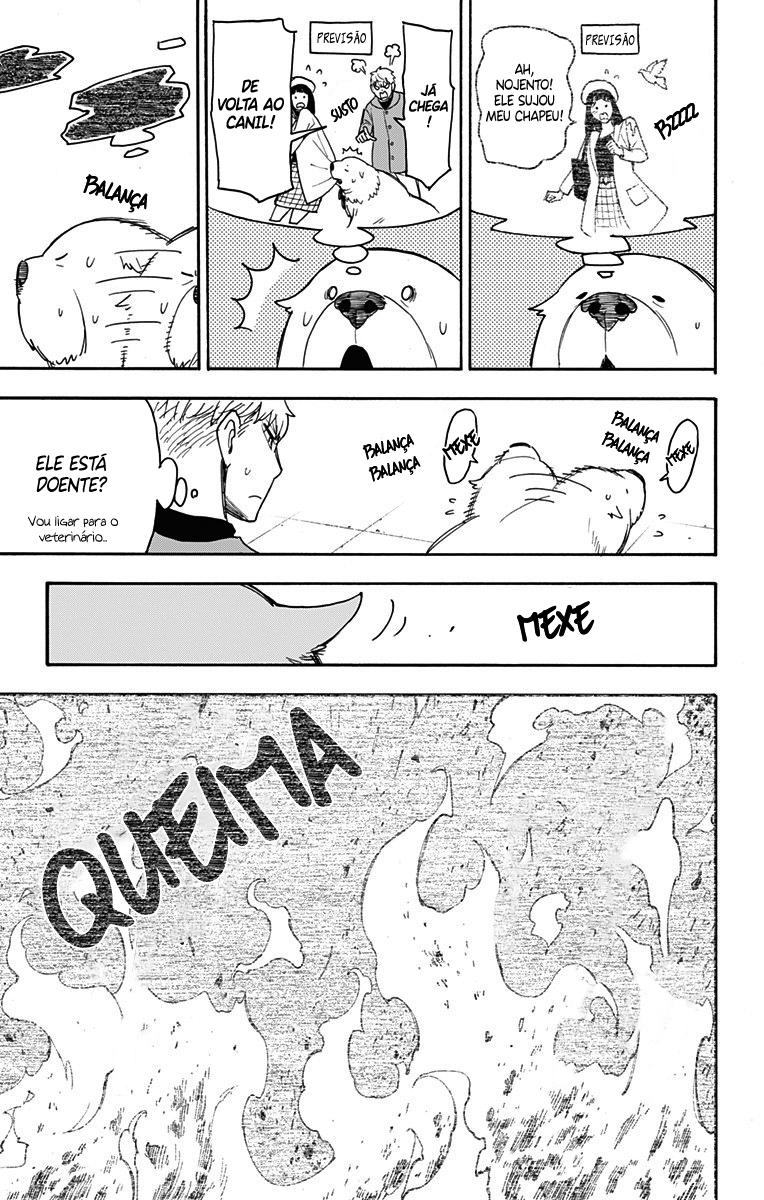 PREVISÃO
AH,
NOJENTO!
ELE SUJOU
MEU CHAPEU!
BZZZZ
PREVISÃO
JÁ
CHEGA
!
SUSTO
DE
VOLTA AO
CANIL!
BALANÇA
BALANÇA
BALANÇA
MEXE
MEXE
BALANÇA
BALANÇA
ELE ESTÁ
DOENTE?
Vou ligar para o
veterinário..
MEXE
QUEIMA